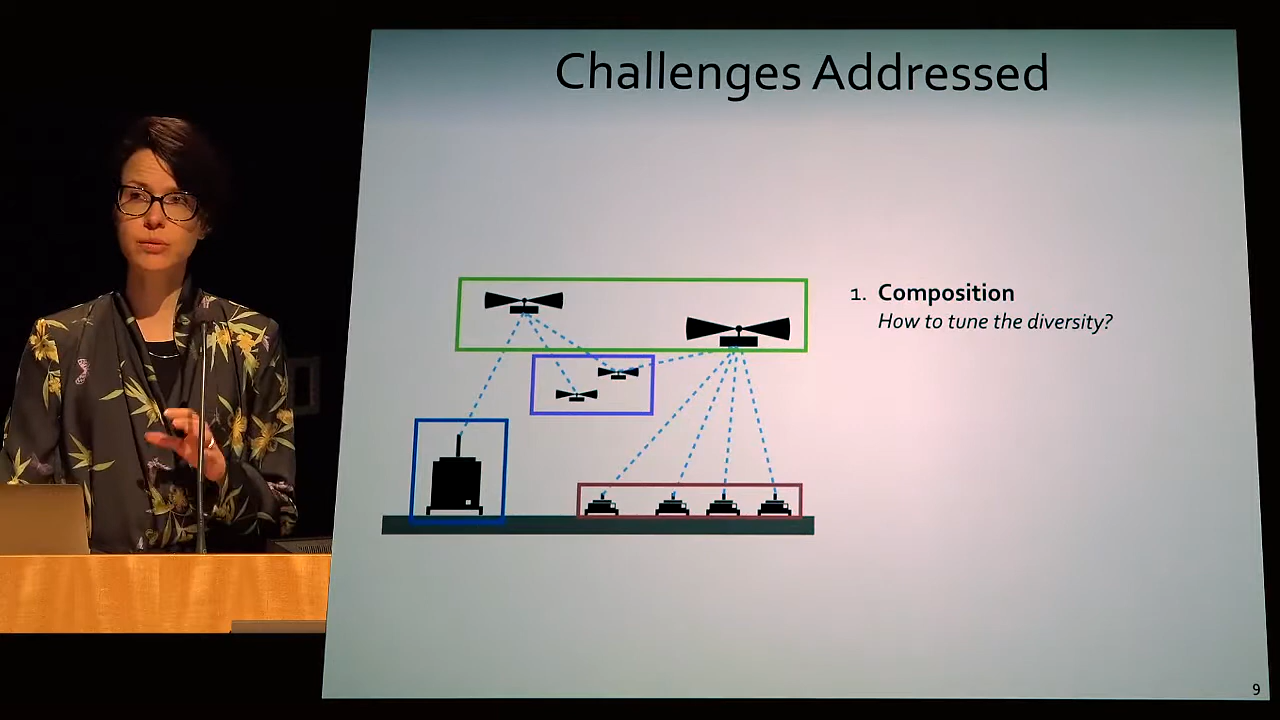 Challenges Addressed
1. Composition
How to tune the diversity?
9